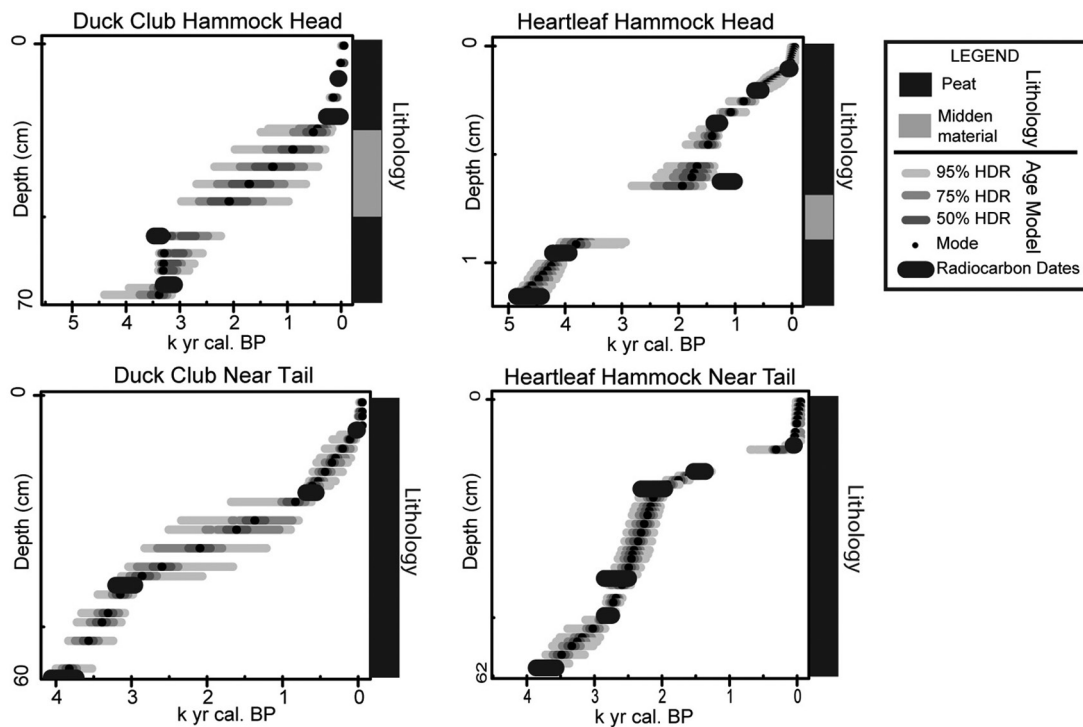 Duck Club Hammock Head
0
Depth (cm)
70
5 4 3 2 1 0
k yr cal. BP
Lithology
Heartleaf Hammock Head
0
Depth (cm)
1
5 4 3 2 1 0
k yr cal. BP
Lithology
LEGEND
Peat
Midden
material
Lithology
95% HDR
75% HDR
50% HDR
Mode
Radiocarbon Dates
Age Model
Duck Club Near Tail
0
Depth (cm)
60
4 3 2 1 0
k yr cal. BP
Lithology
Heartleaf Hammock Near Tail
0
Depth (cm)
62
4 3 2 1 0
k yr cal. BP
Lithology